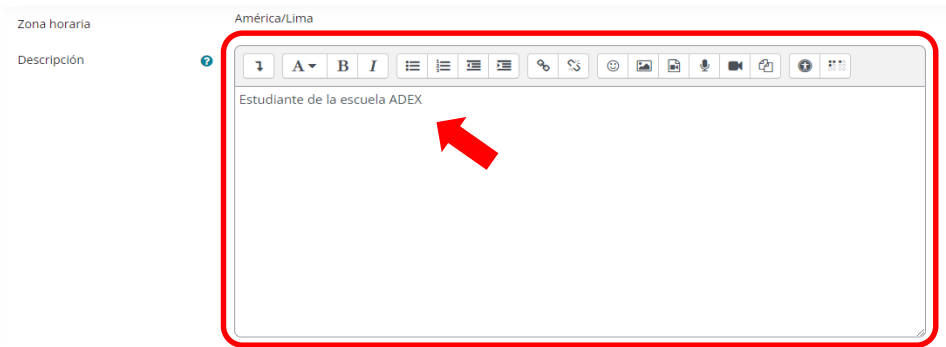 Zona horaria
América/Lima
Descripción
A B I
Estudiante de la escuela ADEX